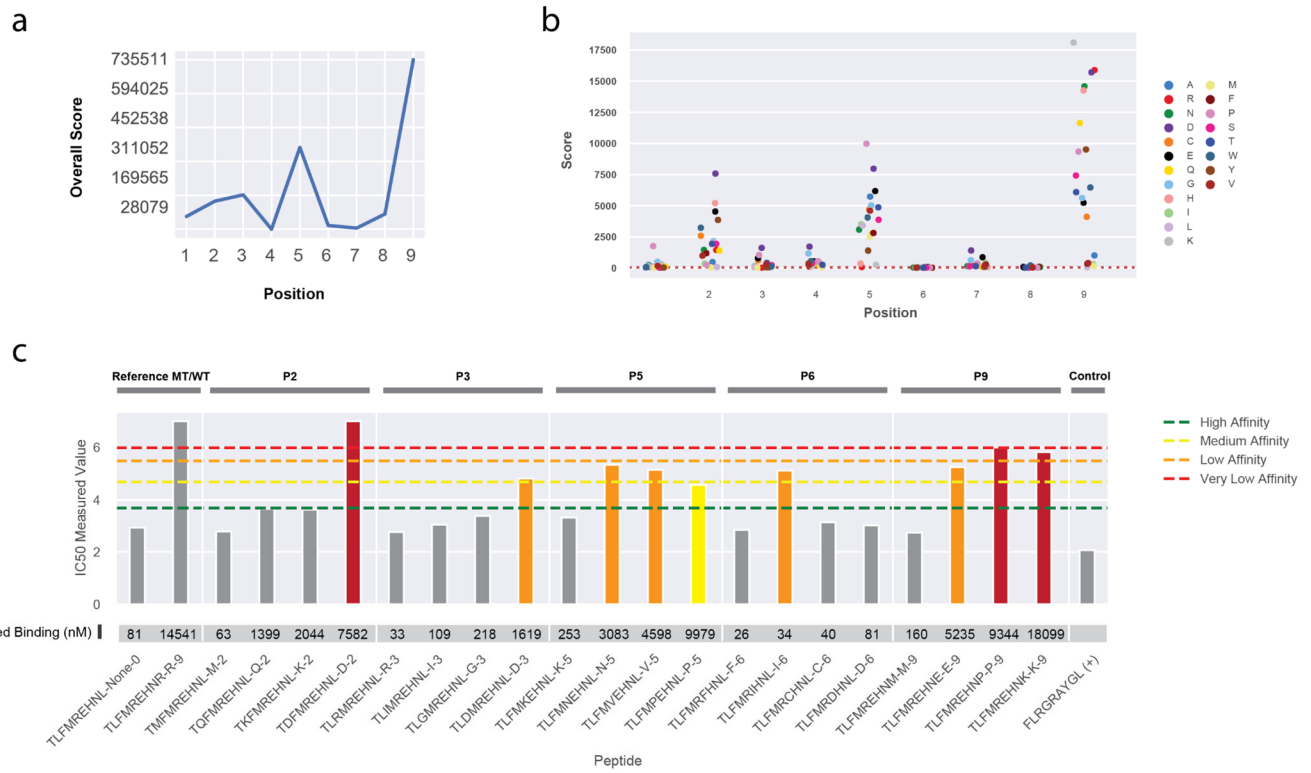 a
735511
594025
452538
311052
169565
28079
Overall Score
1 2 3 4 5 6 7 8 9
Position
b
17500
15000
12500
10000
7500
5000
2500
0
Score
2 3 4 5 6 7 8 9
Position
A M
R F
N P
D S
C T
E W
Q Y
G V
H
I
L
K
c
Reference MT/WT P2 P3 P5 P6 P9 Control
6
4
2
0
IC50 Measured Value
High Affinity
Medium Affinity
Low Affinity
Very Low Affinity
ed Binding (nM) 81 14541 63 1399 2044 7582 33 109 218 1619 253 3083 4598 9979 26 34 40 81 160 5235 9344 18099
TLFMREHNL-None-0
TLFMREHNR-R-9
TMFMREHNL-M-2
TQFMREHNL-Q-2
TKFMREHNL-K-2
TDFMREHNL-D-2
TLRMREHNL-R-3
TLIMREHNL-I-3
TLGMREHNL-G-3
TLDMREHNL-D-3
TLFMKEHNL-K-5
TLFMNEHNL-N-5
TLFMVEHNL-V-5
TLFMPEHNL-P-5
TLFMRFHNL-F-6
TLFMRIHNL-I-6
TLFMRCHNL-C-6
TLFMRDHNL-D-6
TLFMREHNM-M-9
TLFMREHNE-E-9
TLFMREHNP-P-9
TLFMREHNK-K-9
FLRGRAYGL (+)
Peptide